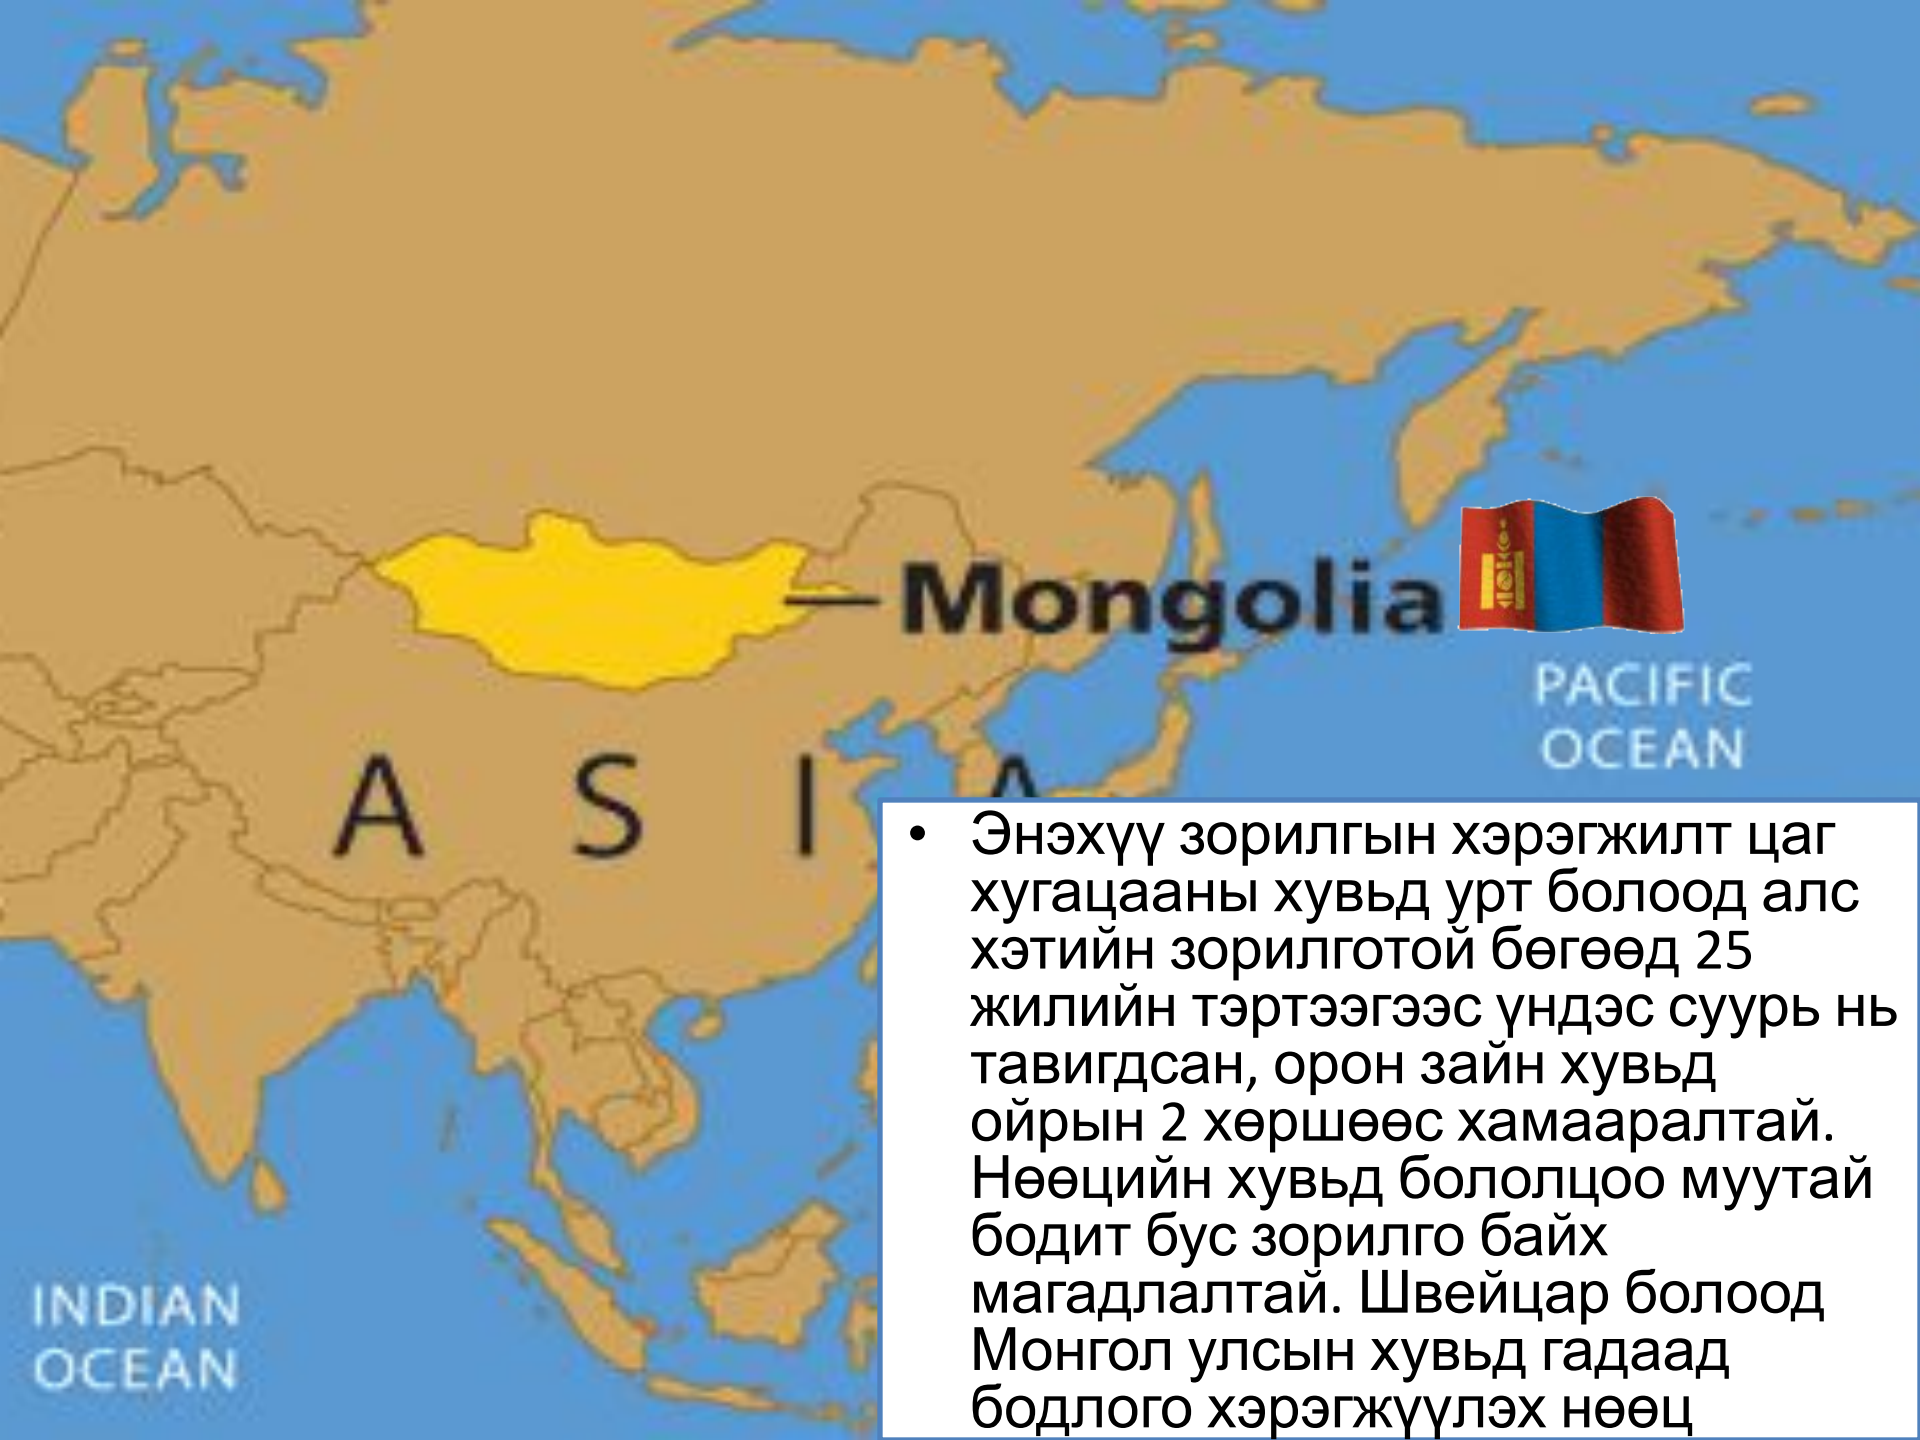 Mongolia
PACIFIC
OCEAN
A S I A
• Энэхүү зорилгын хэрэгжилт цаг
хугацааны хувьд урт болоод алс
хэтийн зорилготой бөгөөд 25
жилийн тэртээгээс үндэс суурь нь
тавигдсан, орон зайн хувьд
ойрын 2 хөршөөс хамааралтай.
Нөөцийн хувьд бололцоо муутай
бодит бус зорилго байх
магадлалтай. Швейцар болоод
Монгол улсын хувьд гадаад
бодлого хэрэгжүүлэх нөөц
INDIAN
OCEAN